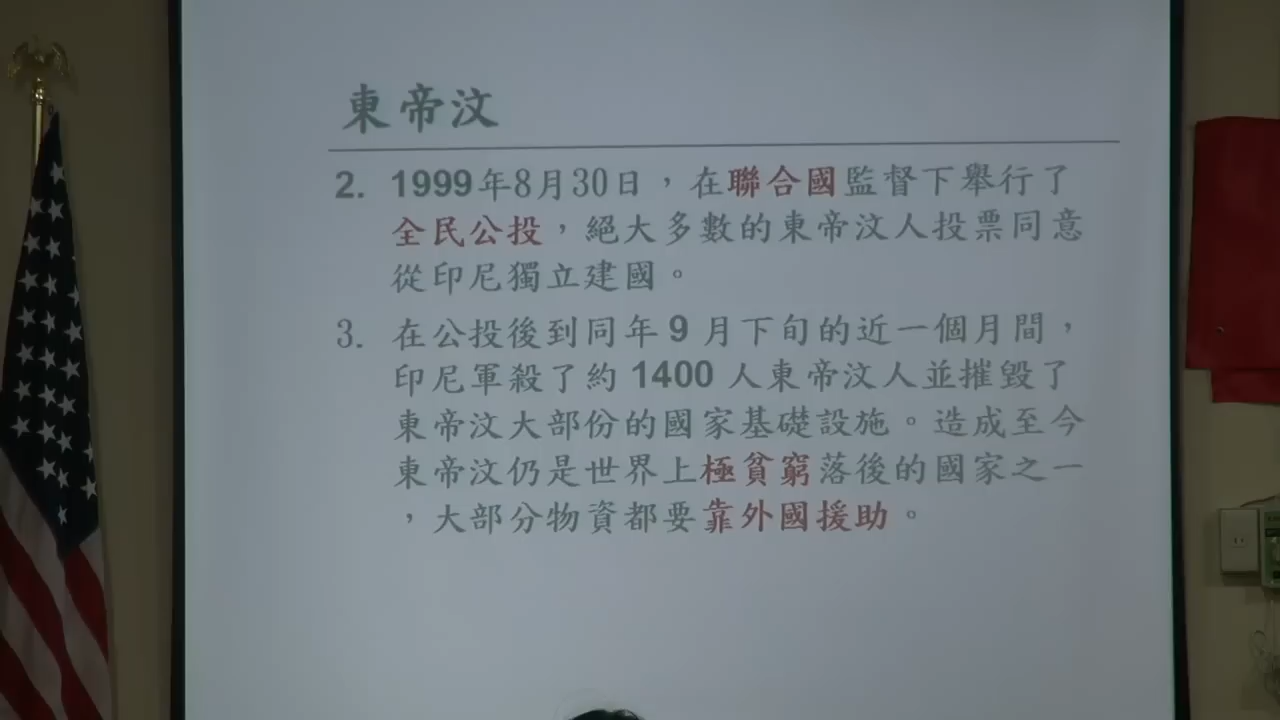 東帝汶
2. 1999年8月30日，在聯合國監督下舉行了
全民公投，絕大多數的東帝汶人投票同意
從印尼獨立建國。
3. 在公投後到同年 9 月下旬的近一個月間，
印尼軍殺了約 1400 人東帝汶人並摧毀了
東帝汶大部份的國家基礎設施。造成至今
東帝汶仍是世界上極貧窮落後的國家之一
，大部分物資都要靠外國援助。